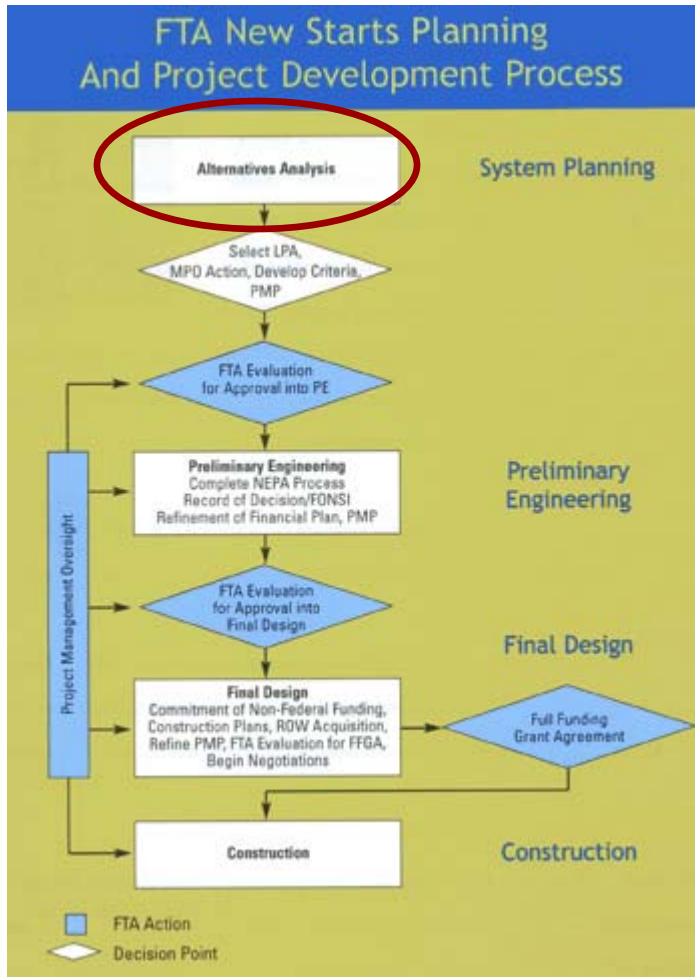 FTA New Starts Planning
And Project Development Process
Alternatives Analysis
System Planning
Select LPA,
MPO Action, Develop Criteria,
PMP
FTA Evaluation
for Approval into PE
Project Management Oversight
Preliminary Engineering
Complete NEPA Process
Record of Decision/FONSI
Refinement of Financial Plan, PMP
Preliminary
Engineering
FTA Evaluation
for Approval into
Final Design
Final Design
Final Design
Commitment of Non-Federal Funding,
Construction Plans, ROW Acquisition,
Refine PMP, FTA Evaluation for FFGA,
Begin Negotiations
Full Funding
Grant Agreement
Construction
Construction
FTA Action
Decision Point